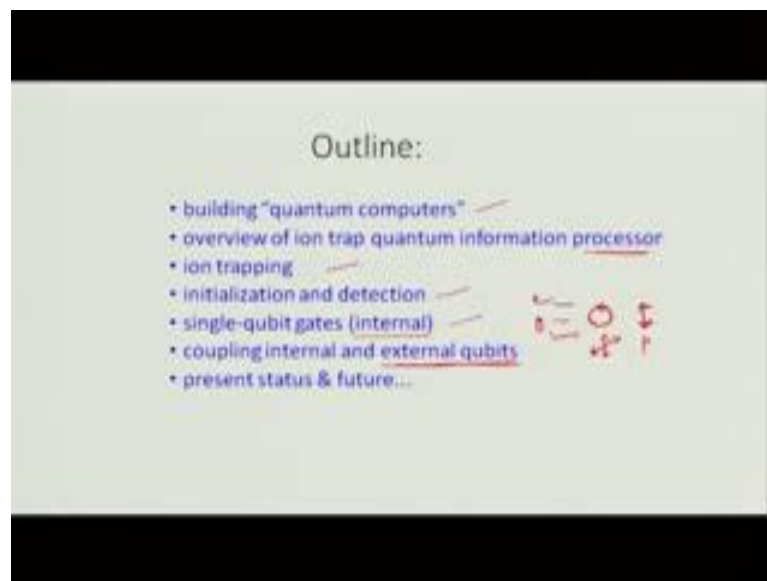 Outline:
• building "quantum computers"
• overview of ion trap quantum information processor
• ion trapping
• initialization and detection
• single-qubit gates (internal)
• coupling internal and external qubits
• present status & future...